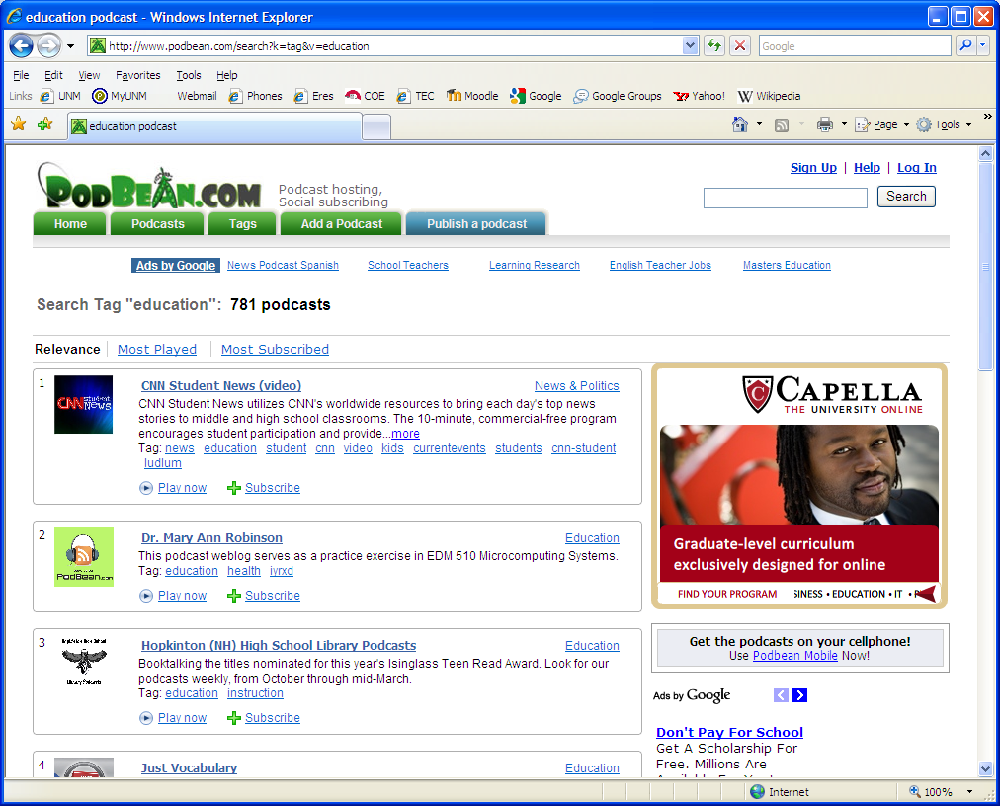 education podcast - Windows Internet Explorer
http://www.podbean.com/search?k=tag&v=education
Google
File Edit View Favorites Tools Help
Links UNM MyUNM Webmail Phones Eres COE TEC Moodle Google Google Groups Yahoo! Wikipedia
education podcast
Page Tools
PODBEAN.COM
Podcast hosting,
Social subscribing
Sign Up | Help | Log In
Search
Home Podcasts Tags Add a Podcast Publish a podcast
Ads by Google News Podcast Spanish School Teachers Learning Research English Teacher Jobs Masters Education
Search Tag "education": 781 podcasts
Relevance Most Played Most Subscribed
1
CNN Student News
CNN Student News (video) News & Politics
CNN Student News utilizes CNN's worldwide resources to bring each day's top news
stories to middle and high school classrooms. The 10-minute, commercial-free program
encourages student participation and provide...more
Tag: news education student cnn video kids currentevents students cnn-student
ludlum
Play now Subscribe
2
PodBean.com
Dr. Mary Ann Robinson Education
This podcast weblog serves as a practice exercise in EDM 510 Microcomputing Systems.
Tag: education health iyrxd
Play now Subscribe
3
Hopkinton High School
Library Podcasts
Hopkinton (NH) High School Library Podcasts Education
Booktalking the titles nominated for this year's Isinglass Teen Read Award. Look for our
podcasts weekly, from October through mid-March.
Tag: education instruction
Play now Subscribe
4
Just Vocabulary Education
CAPELLA
THE UNIVERSITY ONLINE
Graduate-level curriculum
exclusively designed for online
FIND YOUR PROGRAM SINESS • EDUCATION • IT •
Get the podcasts on your cellphone!
Use Podbean Mobile Now!
Ads by Google
Don't Pay For School
Get A Scholarship For
Free. Millions Are
Internet 100%